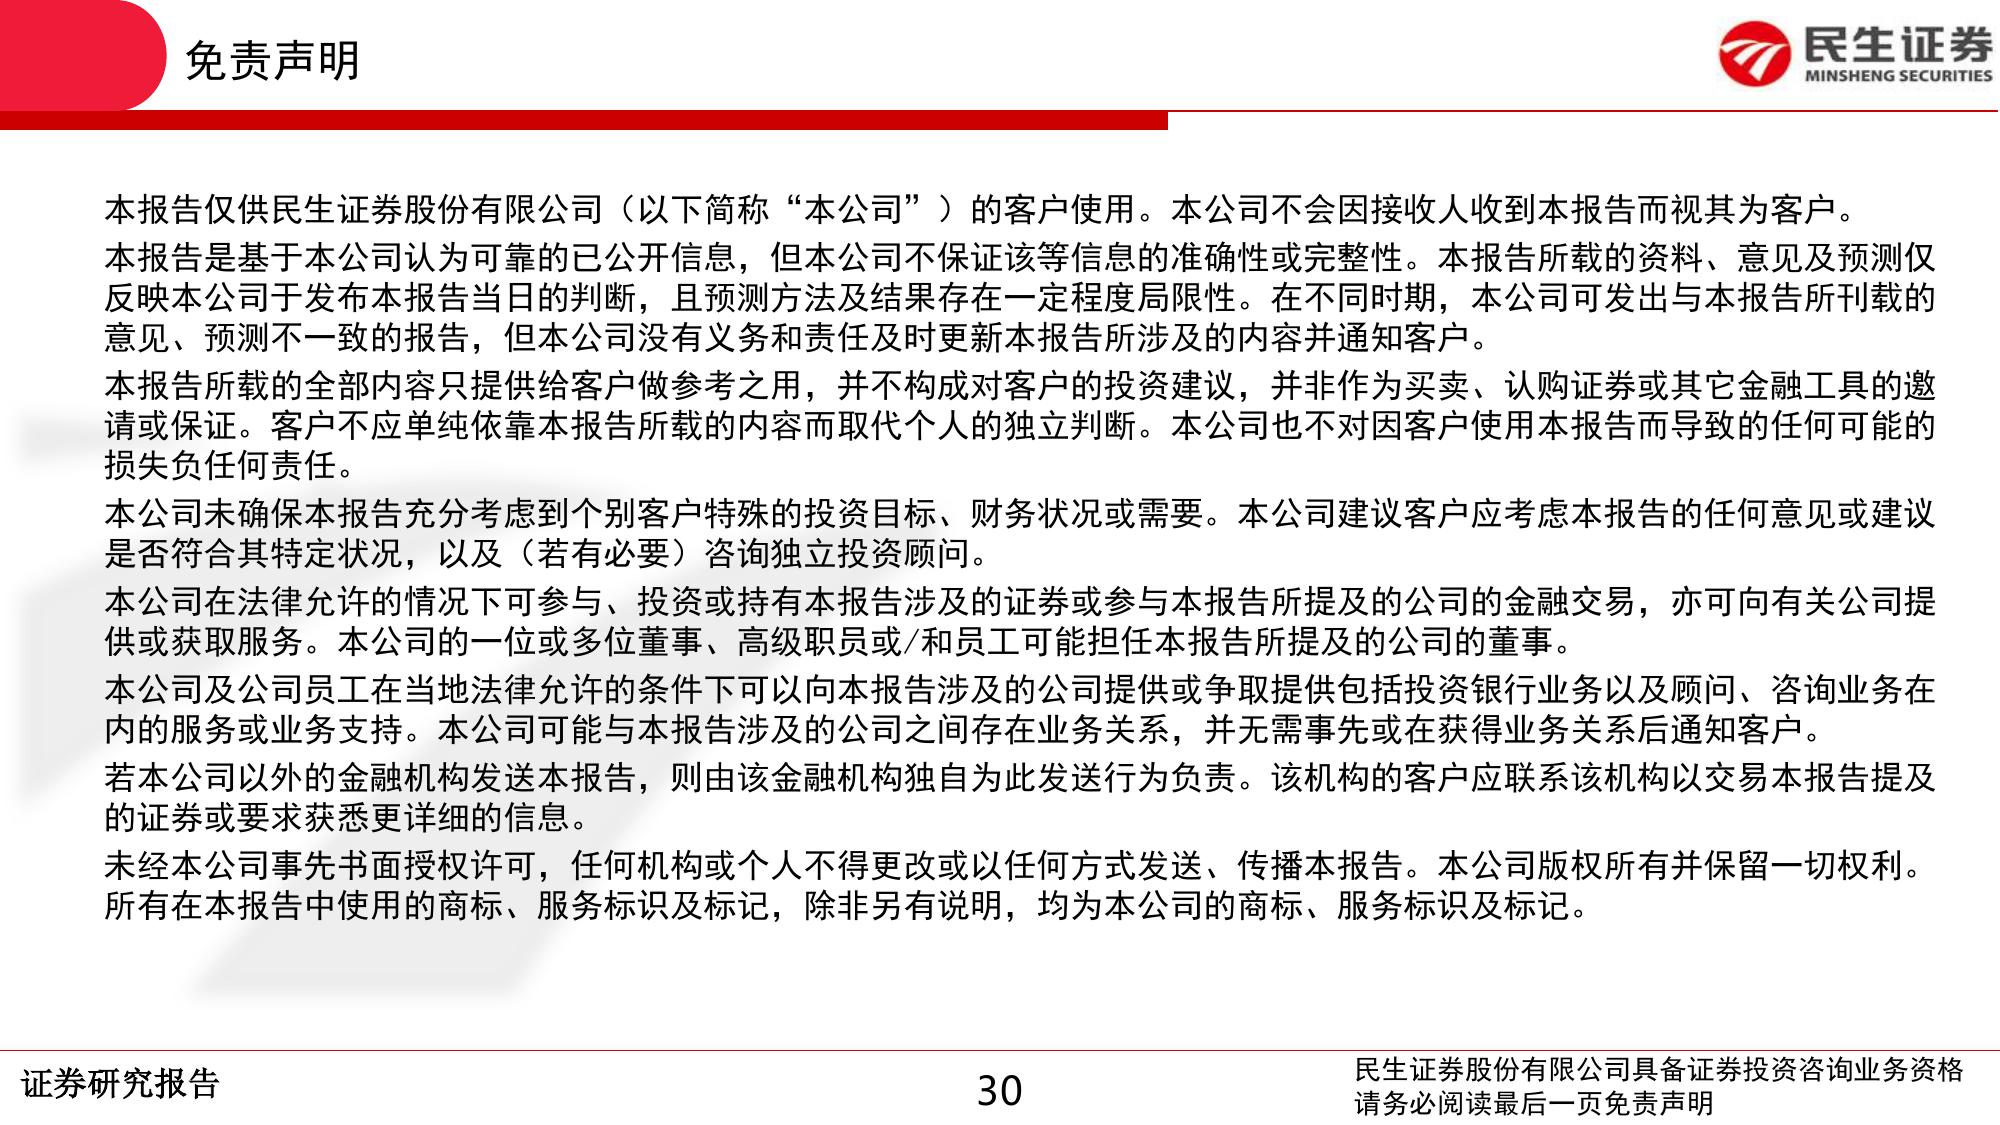 免责声明
民生证券
MINSHENG SECURITIES
本报告仅供民生证券股份有限公司（以下简称“本公司”）的客户使用。本公司不会因接收人收到本报告而视其为客户。
本报告是基于本公司认为可靠的已公开信息，但本公司不保证该等信息的准确性或完整性。本报告所载的资料、意见及预测仅
反映本公司于发布本报告当日的判断，且预测方法及结果存在一定程度局限性。在不同时期，本公司可发出与本报告所刊载的
意见、预测不一致的报告，但本公司没有义务和责任及时更新本报告所涉及的内容并通知客户。
本报告所载的全部内容只提供给客户做参考之用，并不构成对客户的投资建议，并非作为买卖、认购证券或其它金融工具的邀
请或保证。客户不应单纯依靠本报告所载的内容而取代个人的独立判断。本公司也不对因客户使用本报告而导致的任何可能的
损失负任何责任。
本公司未确保本报告充分考虑到个别客户特殊的投资目标、财务状况或需要。本公司建议客户应考虑本报告的任何意见或建议
是否符合其特定状况，以及（若有必要）咨询独立投资顾问。
本公司在法律允许的情况下可参与、投资或持有本报告涉及的证券或参与本报告所提及的公司的金融交易，亦可向有关公司提
供或获取服务。本公司的一位或多位董事、高级职员或/和员工可能担任本报告所提及的公司的董事。
本公司及公司员工在当地法律允许的条件下可以向本报告涉及的公司提供或争取提供包括投资银行业务以及顾问、咨询业务在
内的服务或业务支持。本公司可能与本报告涉及的公司之间存在业务关系，并无需事先或在获得业务关系后通知客户。
若本公司以外的金融机构发送本报告，则由该金融机构独自为此发送行为负责。该机构的客户应联系该机构以交易本报告提及
的证券或要求获悉更详细的信息。
未经本公司事先书面授权许可，任何机构或个人不得更改或以任何方式发送、传播本报告。本公司版权所有并保留一切权利。
所有在本报告中使用的商标、服务标识及标记，除非另有说明，均为本公司的商标、服务标识及标记。
证券研究报告
30
民生证券股份有限公司具备证券投资咨询业务资格
请务必阅读最后一页免责声明